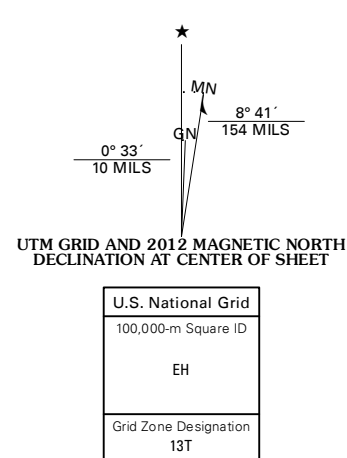 MN
8° 41´
154 MILS
GN
0° 33´
10 MILS
UTM GRID AND 2012 MAGNETIC NORTH
DECLINATION AT CENTER OF SHEET
U.S. National Grid
100,000-m Square ID
EH
Grid Zone Designation
13T